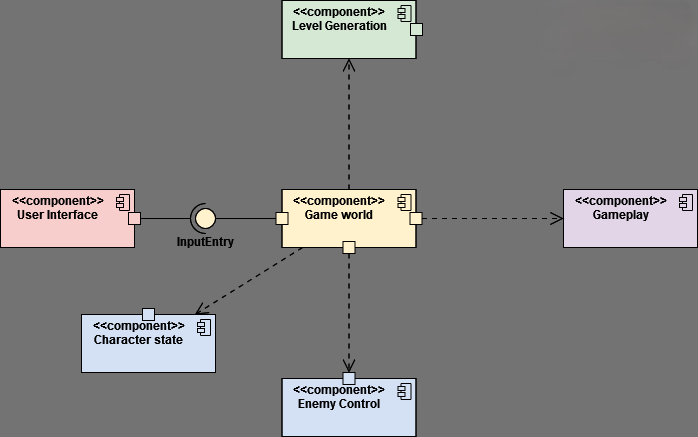 <<component>>
Level Generation
<<component>>
User Interface
InputEntry
<<component>>
Game world
<<component>>
Gameplay
<<component>>
Character state
<<component>>
Enemy Control